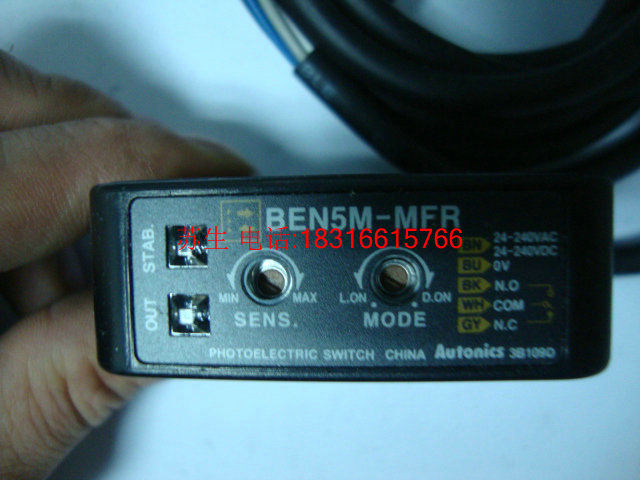 BEN5M-MFR
苏生 电话:18316615766
STAB.
OUT
MIN MAX
SENS.
L.ON D.ON
MODE
BN 24-240VAC
24-240VDC
BU 0V
BK N.O
WH COM
GY N.C
PHOTOELECTRIC SWITCH CHINA Autonics 3B109D